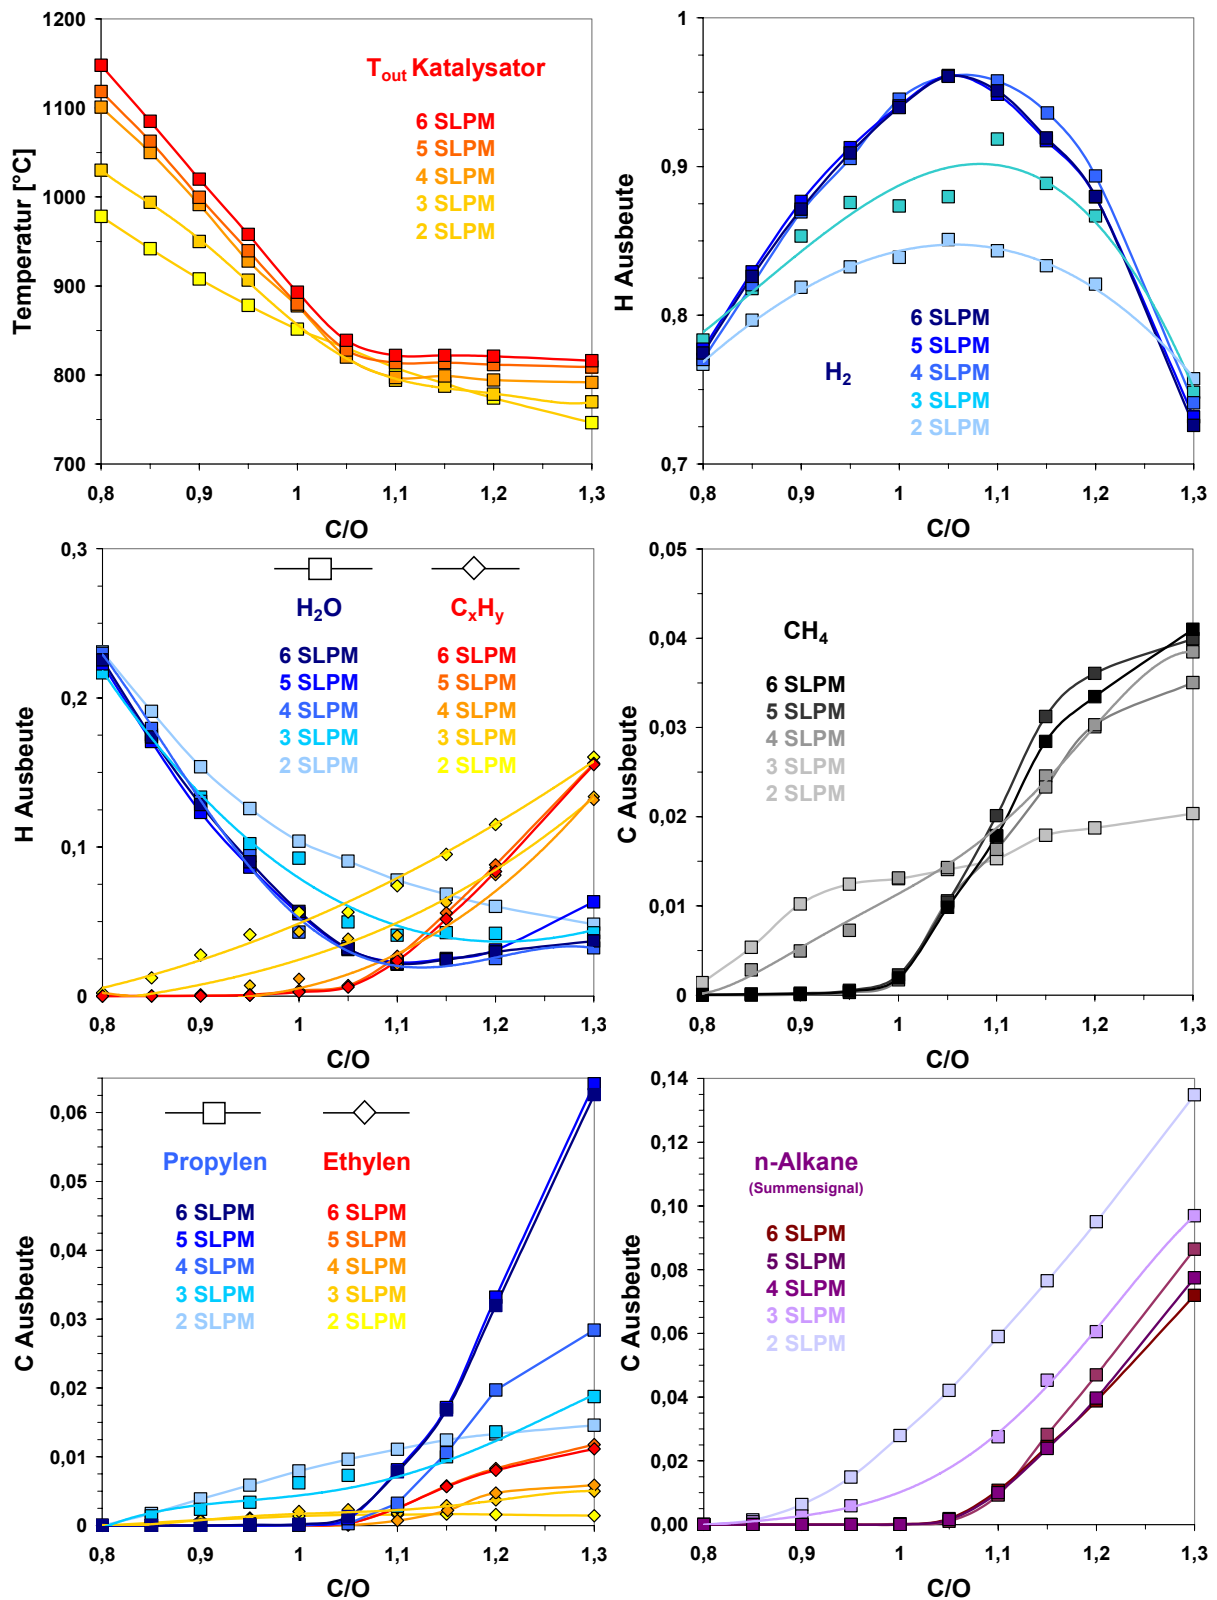 1200
1100
1000
900
800
700
Temperatur [°C]
T_out Katalysator
6 SLPM
5 SLPM
4 SLPM
3 SLPM
2 SLPM
0,8 0,9 1 1,1 1,2 1,3
C/O
1
0,9
0,8
0,7
H Ausbeute
H₂
6 SLPM
5 SLPM
4 SLPM
3 SLPM
2 SLPM
0,8 0,9 1 1,1 1,2 1,3
C/O
0,3
0,2
0,1
0
H Ausbeute
H₂O
6 SLPM
5 SLPM
4 SLPM
3 SLPM
2 SLPM
CₓHᵧ
6 SLPM
5 SLPM
4 SLPM
3 SLPM
2 SLPM
0,8 0,9 1 1,1 1,2 1,3
C/O
0,05
0,04
0,03
0,02
0,01
0
C Ausbeute
CH₄
6 SLPM
5 SLPM
4 SLPM
3 SLPM
2 SLPM
0,8 0,9 1 1,1 1,2 1,3
C/O
0,06
0,05
0,04
0,03
0,02
0,01
0
C Ausbeute
Propylen
6 SLPM
5 SLPM
4 SLPM
3 SLPM
2 SLPM
Ethylen
6 SLPM
5 SLPM
4 SLPM
3 SLPM
2 SLPM
0,8 0,9 1 1,1 1,2 1,3
C/O
0,14
0,12
0,10
0,08
0,06
0,04
0,02
0,00
C Ausbeute
n-Alkane
(Summensignal)
6 SLPM
5 SLPM
4 SLPM
3 SLPM
2 SLPM
0,8 0,9 1 1,1 1,2 1,3
C/O